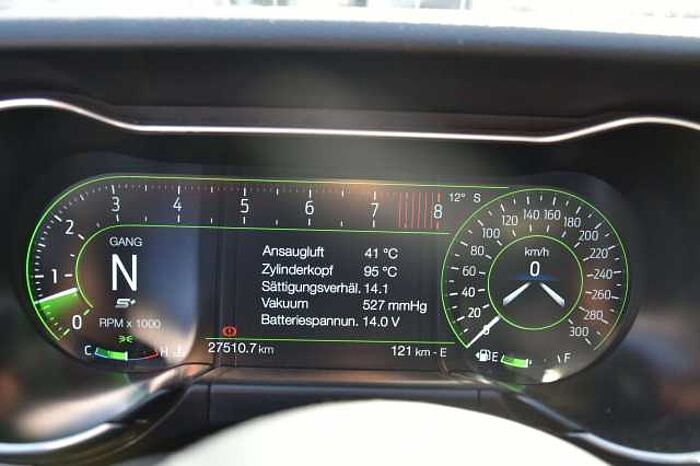 3 4 5 6 7 8
12° S
2
1
0
GANG
N
S+
RPM x 1000
C H
Ansaugluft 41 °C
Zylinderkopf 95 °C
Sättigungsverhäl. 14.1
Vakuum 527 mmHg
Batteriespannun. 14.0 V
27510.7 km 121 km - E
0 20 40 60 80 100 120 140 160 180 200 220 240 260 280 300
km/h
0
E F